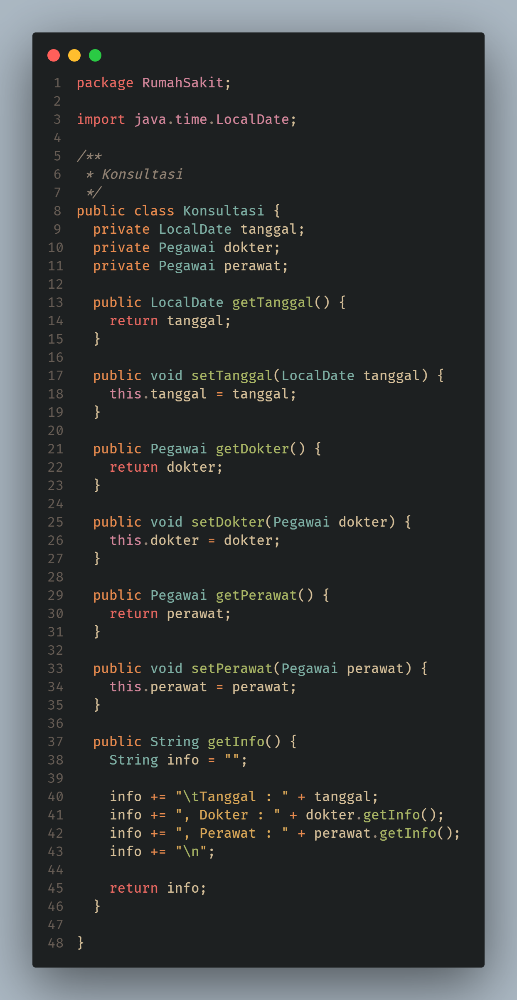 1 package RumahSakit;
2
3 import java.time.LocalDate;
4
5 /**
6  * Konsultasi
7  */
8 public class Konsultasi {
9   private LocalDate tanggal;
10   private Pegawai dokter;
11   private Pegawai perawat;
12
13   public LocalDate getTanggal() {
14     return tanggal;
15   }
16
17   public void setTanggal(LocalDate tanggal) {
18     this.tanggal = tanggal;
19   }
20
21   public Pegawai getDokter() {
22     return dokter;
23   }
24
25   public void setDokter(Pegawai dokter) {
26     this.dokter = dokter;
27   }
28
29   public Pegawai getPerawat() {
30     return perawat;
31   }
32
33   public void setPerawat(Pegawai perawat) {
34     this.perawat = perawat;
35   }
36
37   public String getInfo() {
38     String info = "";
39
40     info += "\tTanggal : " + tanggal;
41     info += ", Dokter : " + dokter.getInfo();
42     info += ", Perawat : " + perawat.getInfo();
43     info += "\n";
44
45     return info;
46   }
47
48 }